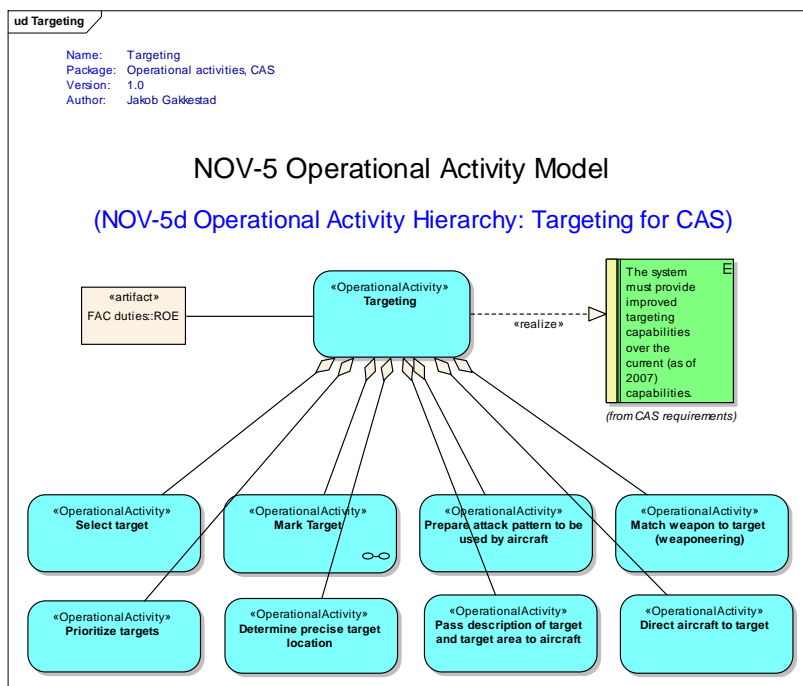 ud Targeting
Name: Targeting
Package: Operational activities, CAS
Version: 1.0
Author: Jakob Gakkestad
NOV-5 Operational Activity Model
(NOV-5d Operational Activity Hierarchy: Targeting for CAS)
«artifact»
FAC duties::ROE
«OperationalActivity»
Targeting
«realize»
E
The system
must provide
improved
targeting
capabilities
over the
current (as of
2007)
capabilities.
(from CAS requirements)
«OperationalActivity»
Select target
«OperationalActivity»
Mark Target
«OperationalActivity»
Prepare attack pattern to be
used by aircraft
«OperationalActivity»
Match weapon to target
(weaponeering)
«OperationalActivity»
Prioritize targets
«OperationalActivity»
Determine precise target
location
«OperationalActivity»
Pass description of target
and target area to aircraft
«OperationalActivity»
Direct aircraft to target